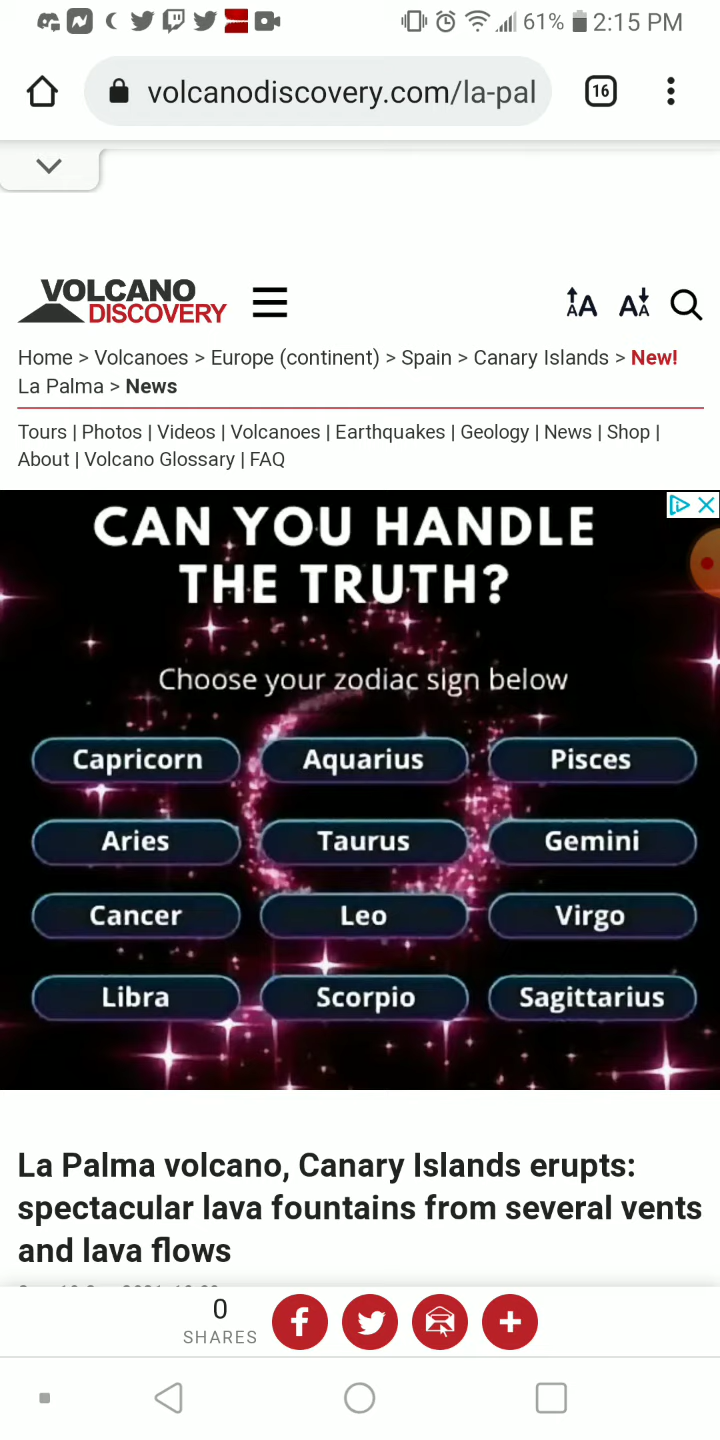 61% 2:15 PM
volcanodiscovery.com/la-pal
16
VOLCANO
DISCOVERY
A A A A
Home > Volcanoes > Europe (continent) > Spain > Canary Islands > New!
La Palma > News
Tours | Photos | Videos | Volcanoes | Earthquakes | Geology | News | Shop |
About | Volcano Glossary | FAQ
CAN YOU HANDLE
THE TRUTH?
Choose your zodiac sign below
Capricorn Aquarius Pisces
Aries Taurus Gemini
Cancer Leo Virgo
Libra Scorpio Sagittarius
La Palma volcano, Canary Islands erupts:
spectacular lava fountains from several vents
and lava flows
0
SHARES